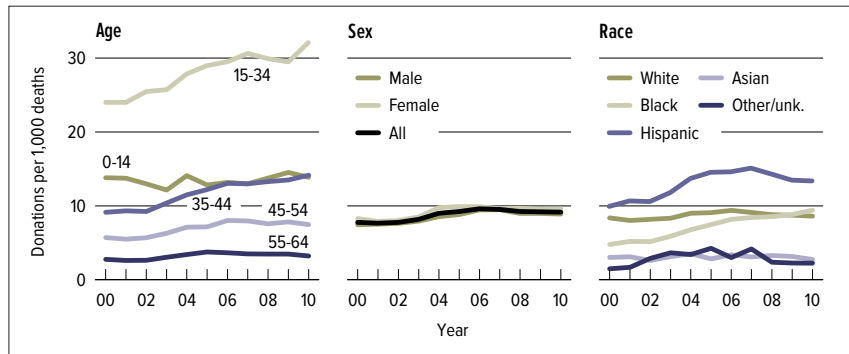 Age
Sex
Race
Donations per 1,000 deaths
30
20
10
0
15-34
0-14
35-44
45-54
55-64
Male
Female
All
White
Black
Hispanic
Asian
Other/unk.
00 02 04 06 08 10
00 02 04 06 08 10
00 02 04 06 08 10
Year